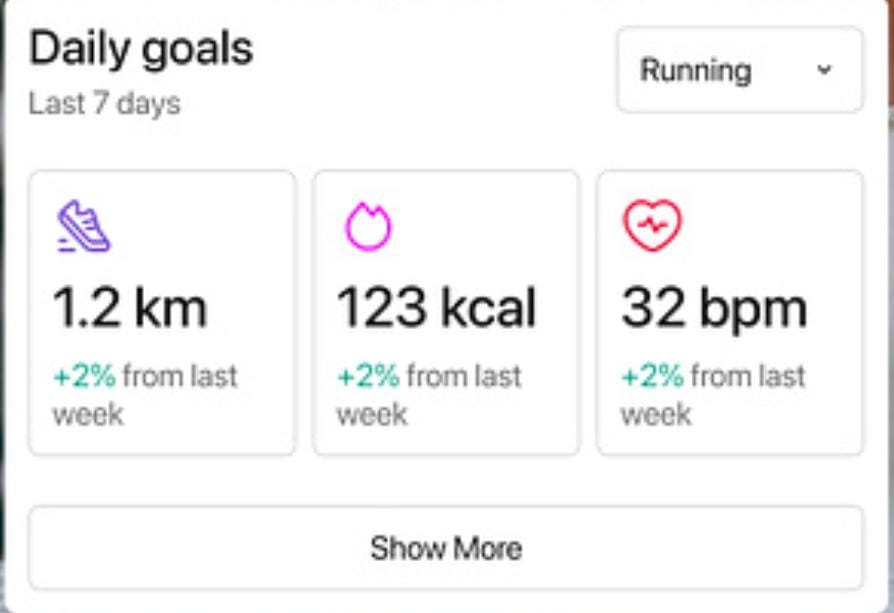 Daily goals
Last 7 days
Running
1.2 km
+2% from last
week
123 kcal
+2% from last
week
32 bpm
+2% from last
week
Show More